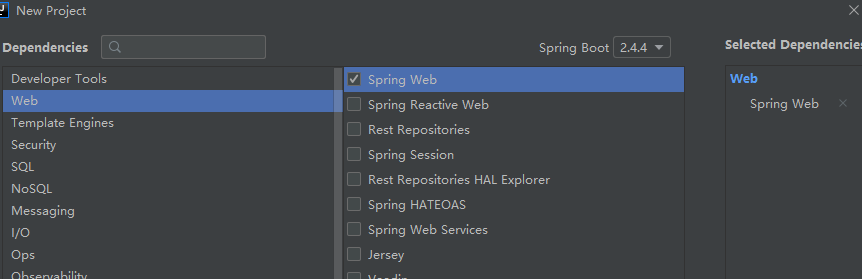 New Project
Dependencies
Spring Boot 2.4.4
Selected Dependencies
Developer Tools
Web
Template Engines
Security
SQL
NoSQL
Messaging
I/O
Ops
Observability
Spring Web
Spring Reactive Web
Rest Repositories
Spring Session
Rest Repositories HAL Explorer
Spring HATEOAS
Spring Web Services
Jersey
Vaadin
Web
Spring Web